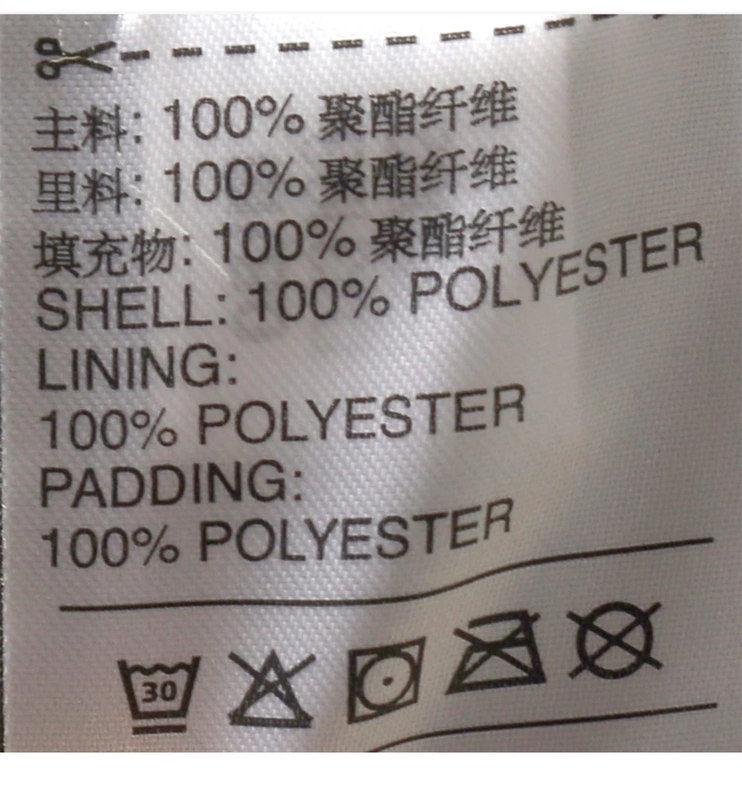 主料: 100% 聚酯纤维
里料: 100% 聚酯纤维
填充物: 100% 聚酯纤维
SHELL: 100% POLYESTER
LINING:
100% POLYESTER
PADDING:
100% POLYESTER
30